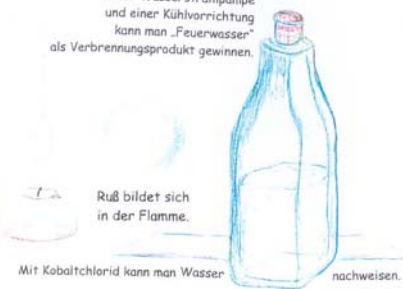 und einer Kühlvorrichtung
kann man „Feuerwasser"
als Verbrennungsprodukt gewinnen.
Ruß bildet sich
in der Flamme.
Mit Kobaltchlorid kann man Wasser nachweisen.